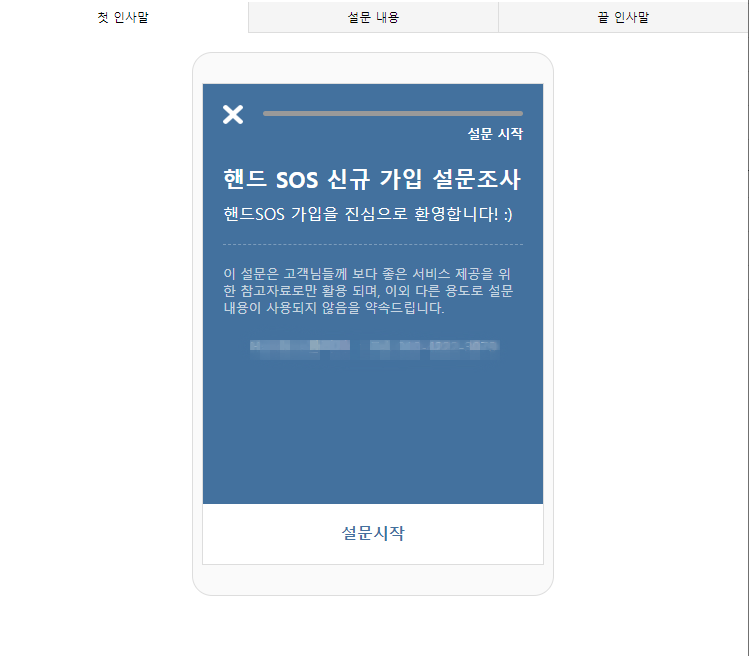 첫 인사말
설문 내용
끝 인사말
설문 시작
핸드 SOS 신규 가입 설문조사
핸드SOS 가입을 진심으로 환영합니다! :)
이 설문은 고객님들께 보다 좋은 서비스 제공을 위
한 참고자료로만 활용 되며, 이외 다른 용도로 설문
내용이 사용되지 않음을 약속드립니다.
설문시작